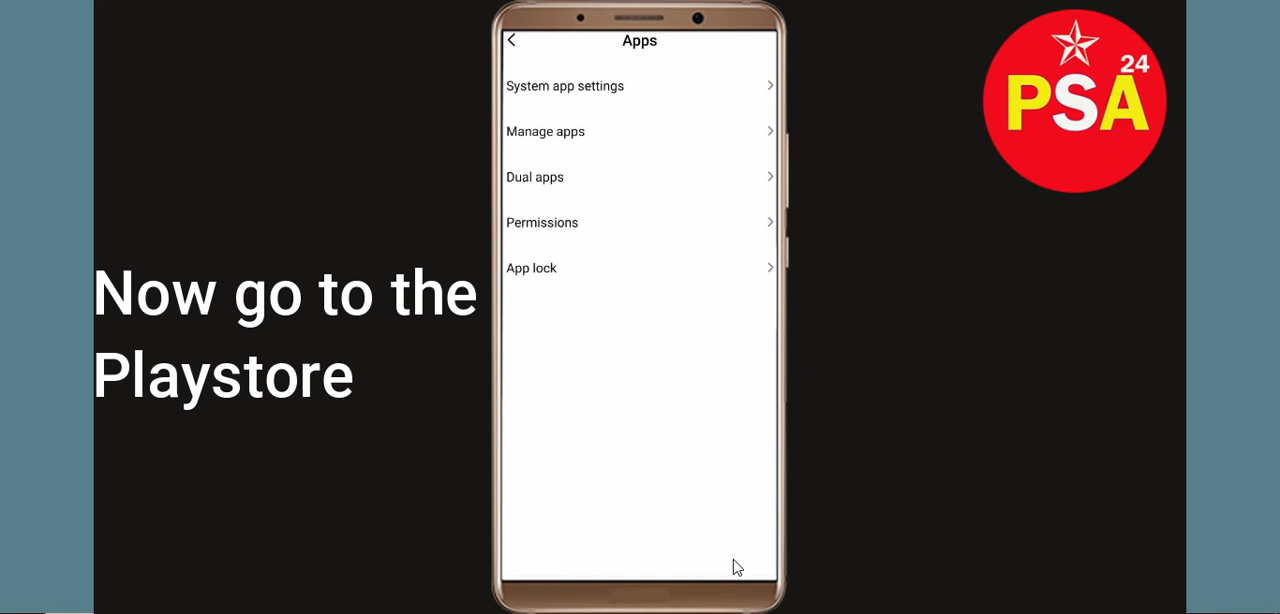 Apps
System app settings
Manage apps
Dual apps
Permissions
App lock
Now go to the
Playstore
24
PSA